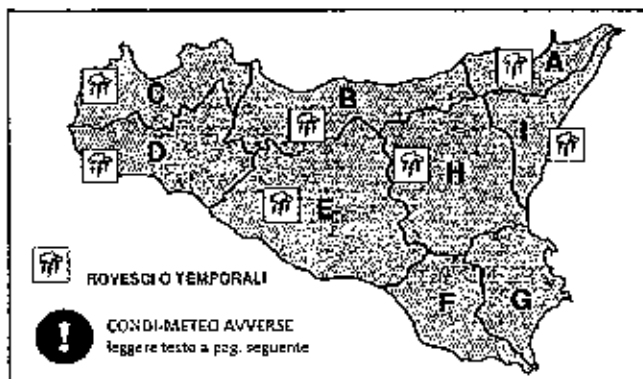 A
C
B
I
D
H
E
F
G
ROVESCI O TEMPORALI
CONDI-METEO AVVERSE
leggere testo a pag. seguente